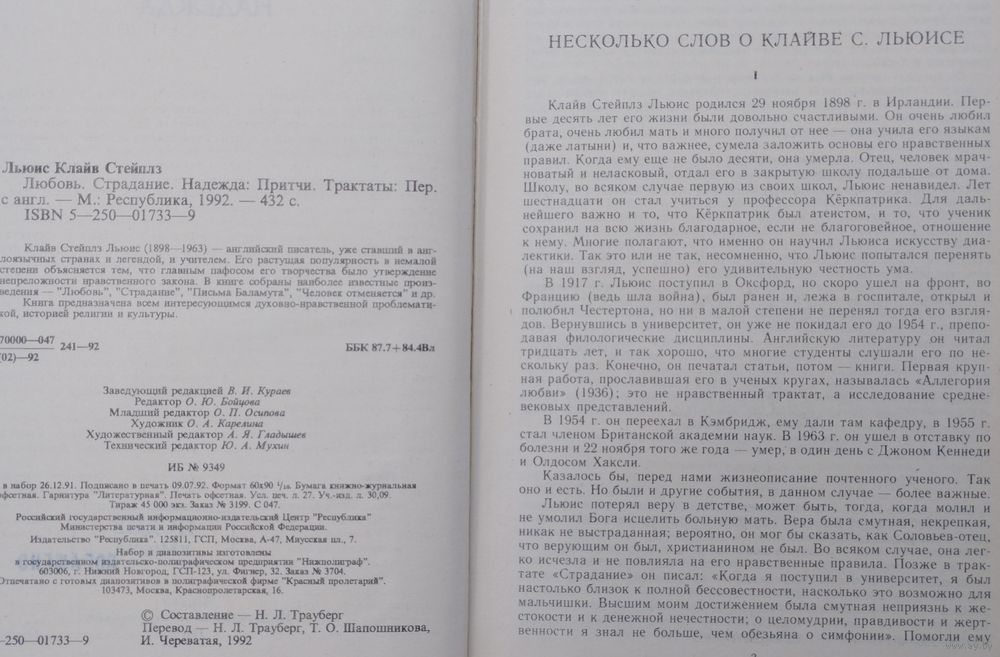 Льюис Клайв Стейплз
Любовь. Страдание. Надежда: Притчи. Трактаты: Пер.
с англ. — М.: Республика, 1992. — 432 с.
ISBN 5—250—01733—9
Клайв Стейплз Льюис (1898—1963) — английский писатель, уже ставший в анг-
лоязычных странах и легендой, и учителем. Его растущая популярность в немалой
степени объясняется тем, что главным пафосом его творчества было утверждение
непреложности нравственного закона. В книге собраны наиболее известные произ-
ведения — "Любовь", "Страдание", "Письма Баламута", "Человек отменяется" и др.
Книга предназначена всем интересующимся духовно-нравственной проблемати-
кой, историей религии и культуры.
70000—047
(02)—92
241—92
ББК 87.7+84.4Вл
Заведующий редакцией В. И. Кураев
Редактор О. Ю. Бойцова
Младший редактор О. П. Осипова
Художник О. А. Карелина
Художественный редактор А. Я. Гладышев
Технический редактор Ю. А. Мухин
ИБ № 9349
в набор 26.12.91. Подписано в печать 09.07.92. Формат 60х90 1/16. Бумага книжно-журнальная
офсетная. Гарнитура "Литературная". Печать офсетная. Усл. печ. л. 27. Уч.-изд. л. 30,09.
Тираж 45 000 экз. Заказ № 3199. С 047.
Российский государственный информационно-издательский Центр "Республика"
Министерства печати и информации Российской Федерации.
Издательство "Республика". 125811, ГСП, Москва, А-47, Миусская пл., 7.
Набор и диапозитивы изготовлены
в государственном издательско-полиграфическом предприятии "Нижполиграф".
603006, г. Нижний Новгород, ГСП-123, ул. Фигнер, 32. Заказ № 3704.
Отпечатано с готовых диапозитивов в полиграфической фирме "Красный пролетарий".
103473, Москва, Краснопролетарская, 16.
© Составление — Н. Л. Трауберг
Перевод — Н. Л. Трауберг, Т. О. Шапошникова,
И. Череватая, 1992
—250—01733—9
НЕСКОЛЬКО СЛОВ О КЛАЙВЕ С. ЛЬЮИСЕ
I
Клайв Стейплз Льюис родился 29 ноября 1898 г. в Ирландии. Пер-
вые десять лет его жизни были довольно счастливыми. Он очень любил
брата, очень любил мать и много получил от нее — она учила его языкам
(даже латыни) и, что важнее, сумела заложить основы его нравственных
правил. Когда ему еще не было десяти, она умерла. Отец, человек мрач-
новатый и неласковый, отдал его в закрытую школу подальше от дома.
Школу, во всяком случае первую из своих школ, Льюис ненавидел. Лет
шестнадцати он стал учиться у профессора Кёркпатрика. Для даль-
нейшего важно и то, что Кёркпатрик был атеистом, и то, что ученик
сохранил на всю жизнь благодарное, если не благоговейное, отношение
к нему. Многие полагают, что именно он научил Льюиса искусству диа-
лектики. Так это или не так, несомненно, что Льюис попытался перенять
(на наш взгляд, успешно) его удивительную честность ума.
В 1917 г. Льюис поступил в Оксфорд, но скоро ушел на фронт, во
Францию (ведь шла война), был ранен и, лежа в госпитале, открыл и
полюбил Честертона, но ни в малой степени не перенял тогда его взгля-
дов. Вернувшись в университет, он уже не покидал его до 1954 г., препо-
давая филологические дисциплины. Английскую литературу он читал
тридцать лет, и так хорошо, что многие студенты слушали его по не-
скольку раз. Конечно, он печатал статьи, потом — книги. Первая круп-
ная работа, прославившая его в ученых кругах, называлась «Аллегория
любви» (1936); это не нравственный трактат, а исследование средне-
вековых представлений.
В 1954 г. он переехал в Кэмбридж, ему дали там кафедру, в 1955 г.
стал членом Британской академии наук. В 1963 г. он ушел в отставку по
болезни и 22 ноября того же года — умер, в один день с Джоном Кеннеди
и Олдосом Хаксли.
Казалось бы, перед нами жизнеописание почтенного ученого. Так
оно и есть. Но были и другие события, в данном случае — более важные.
Льюис потерял веру в детстве, может быть, тогда, когда молил и
не умолил Бога исцелить больную мать. Вера была смутная, некрепкая,
никак не выстраданная; вероятно, он мог бы сказать, как Соловьев-отец,
что верующим он был, христианином не был. Во всяком случае, она лег-
ко исчезла и не повлияла на его нравственные правила. Позже в трак-
тате «Страдание» он писал: «Когда я поступил в университет, я был
настолько близок к полной бессовестности, насколько это возможно для
мальчишки. Высшим моим достижением была смутная неприязнь к же-
стокости и к денежной нечестности; о целомудрии, правдивости и жерт-
венности я знал не больше, чем обезьяна о симфонии». Помогли ему
www.ay.by